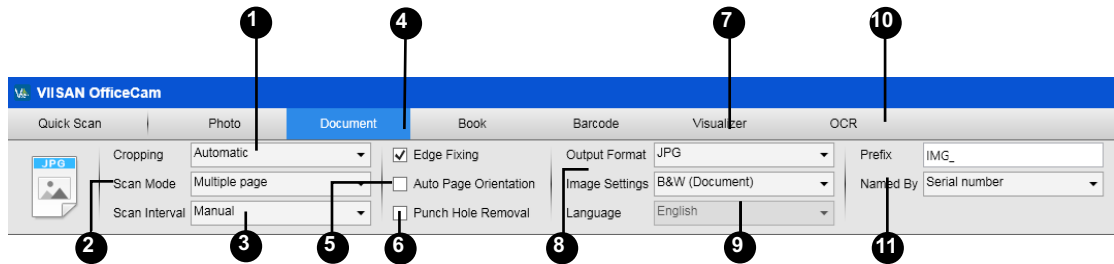 1 4 7 10
VIISAN OfficeCam
Quick Scan Photo Document Book Barcode Visualizer OCR
JPG Cropping Automatic Edge Fixing Output Format JPG Prefix IMG_
Scan Mode Multiple page Auto Page Orientation Image Settings B&W (Document) Named By Serial number
Scan Interval Manual Punch Hole Removal Language English
2 3 5 6 8 9 11